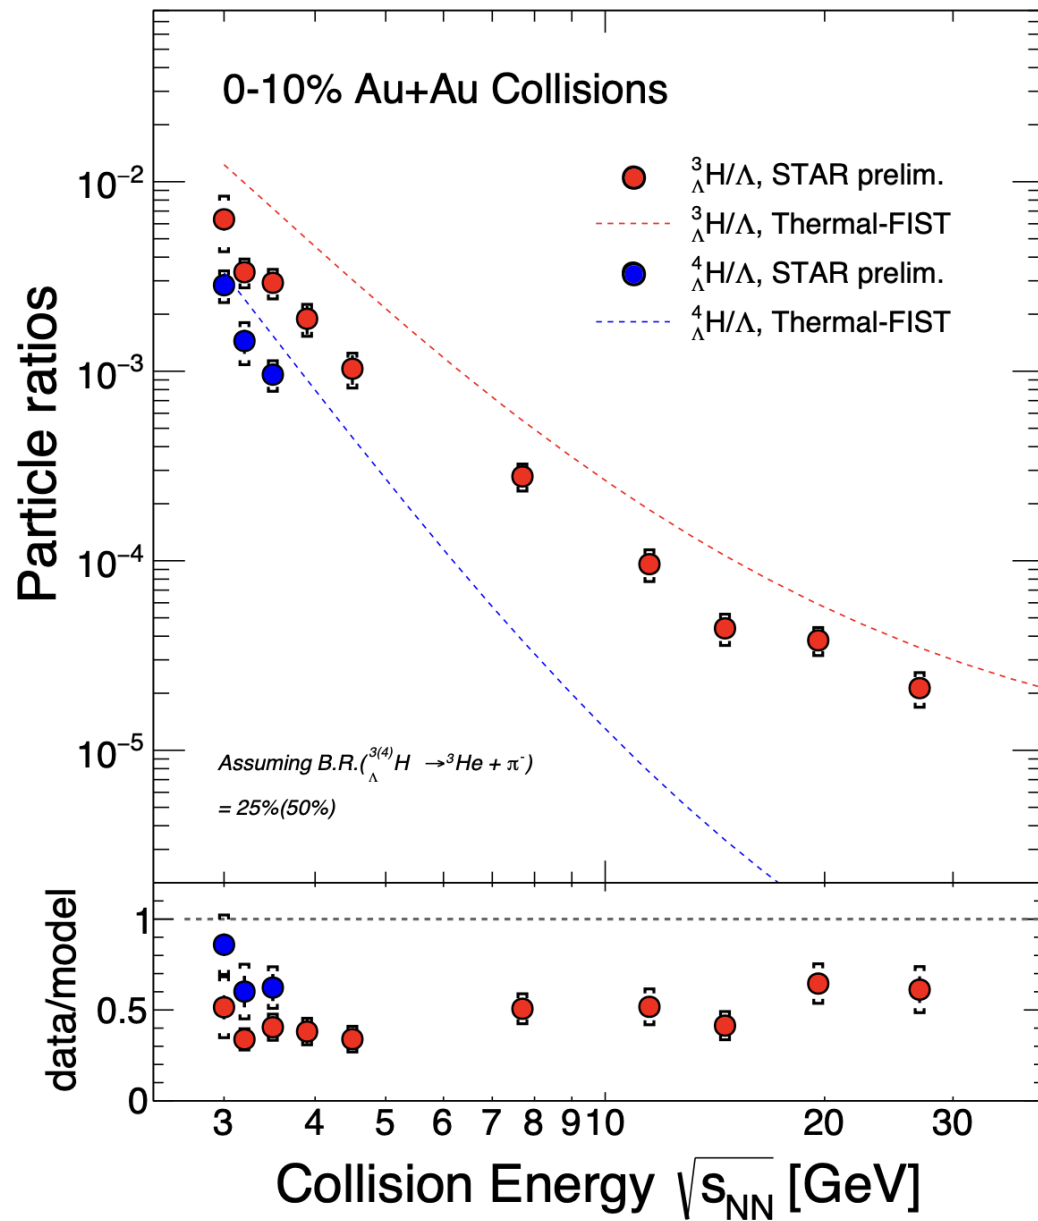 0-10% Au+Au Collisions
³ΛH/Λ, STAR prelim.
³ΛH/Λ, Thermal-FIST
⁴ΛH/Λ, STAR prelim.
⁴ΛH/Λ, Thermal-FIST
Particle ratios
10⁻²
10⁻³
10⁻⁴
10⁻⁵
Assuming B.R.(³⁽⁴⁾ΛH →³He + π⁻)
= 25%(50%)
data/model
1
0.5
0
3 4 5 6 7 8 9 10 20 30
Collision Energy √sNN [GeV]